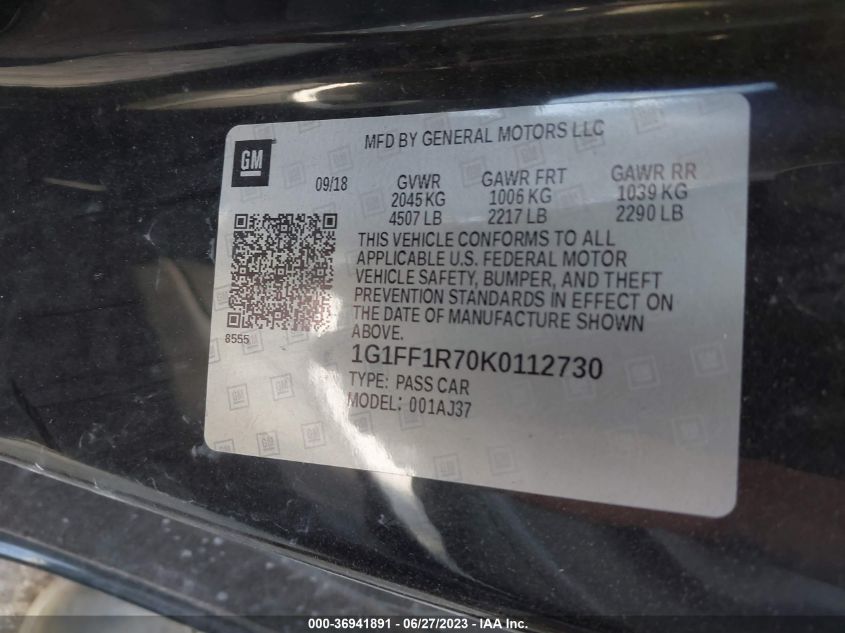 MFD BY GENERAL MOTORS LLC
GM
09/18
GVWR GAWR FRT GAWR RR
2045 KG 1006 KG 1039 KG
4507 LB 2217 LB 2290 LB
THIS VEHICLE CONFORMS TO ALL
APPLICABLE U.S. FEDERAL MOTOR
VEHICLE SAFETY, BUMPER, AND THEFT
PREVENTION STANDARDS IN EFFECT ON
THE DATE OF MANUFACTURE SHOWN
ABOVE.
8555
1G1FF1R70K0112730
TYPE: PASS CAR
MODEL: 001AJ37
000-36941891 - 06/27/2023 - IAA, Inc.